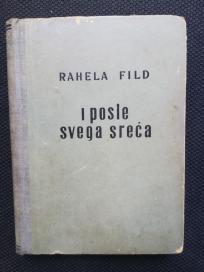 RAHELA FILD
i posle
svega sreća